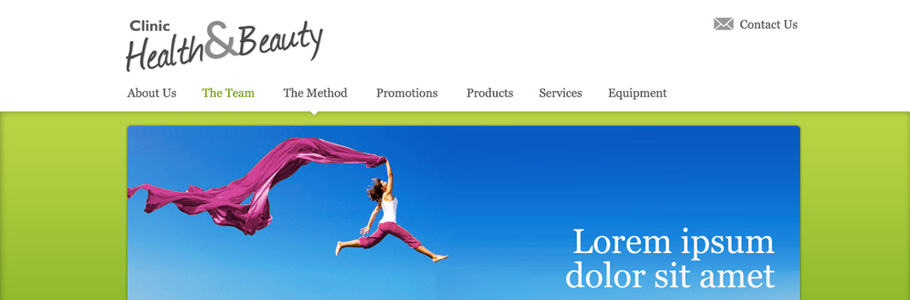 Clinic
Health & Beauty
Contact Us
About Us The Team The Method Promotions Products Services Equipment
Lorem ipsum
dolor sit amet